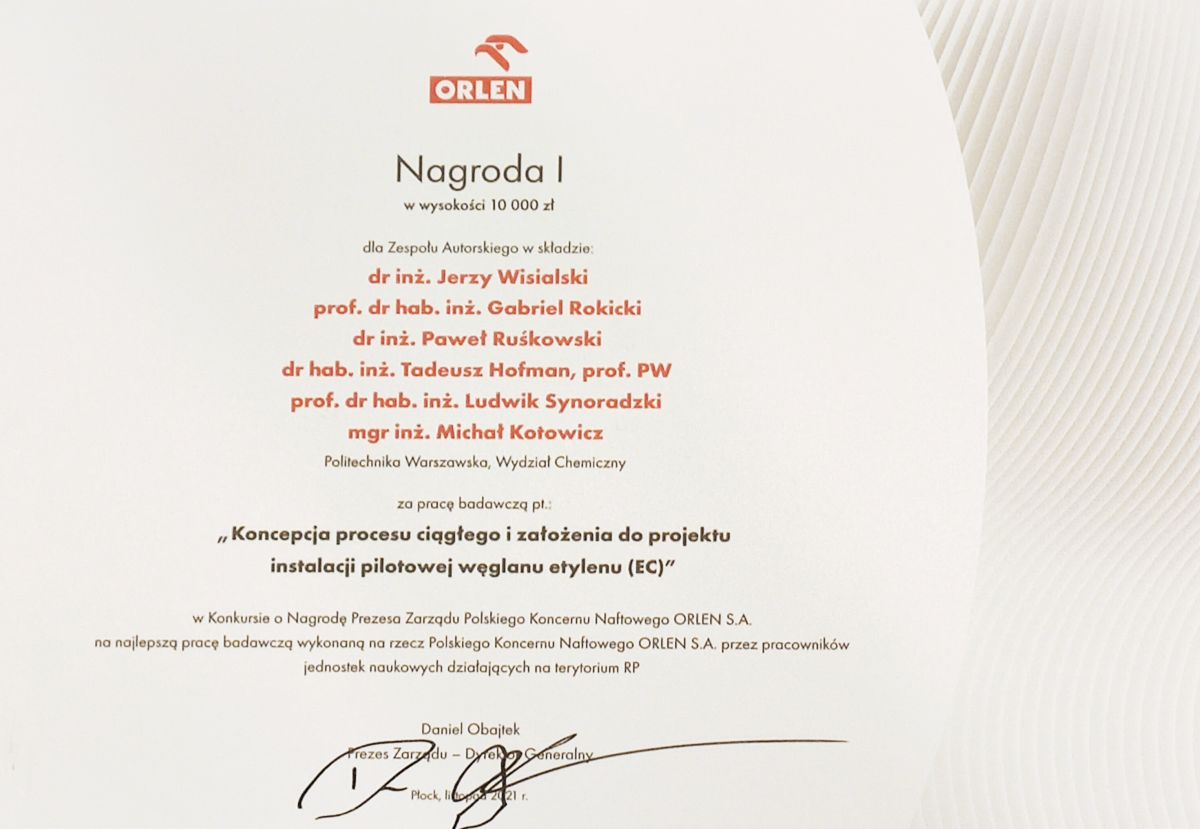 ORLEN
Nagroda I
w wysokości 10 000 zł
dla Zespołu Autorskiego w składzie:
dr inż. Jerzy Wisialski
prof. dr hab. inż. Gabriel Rokicki
dr inż. Paweł Ruśkowski
dr hab. inż. Tadeusz Hofman, prof. PW
prof. dr hab. inż. Ludwik Synoradzki
mgr inż. Michał Kotowicz
Politechnika Warszawska, Wydział Chemiczny
za pracę badawczą pt.:
„Koncepcja procesu ciągłego i założenia do projektu
instalacji pilotowej węglanu etylenu (EC)”
w Konkursie o Nagrodę Prezesa Zarządu Polskiego Koncernu Naftowego ORLEN S.A.
na najlepszą pracę badawczą wykonaną na rzecz Polskiego Koncernu Naftowego ORLEN S.A. przez pracowników
jednostek naukowych działających na terytorium RP
Daniel Obajtek
Prezes Zarządu – Dyrektor Generalny
Płock, listopad 2021 r.